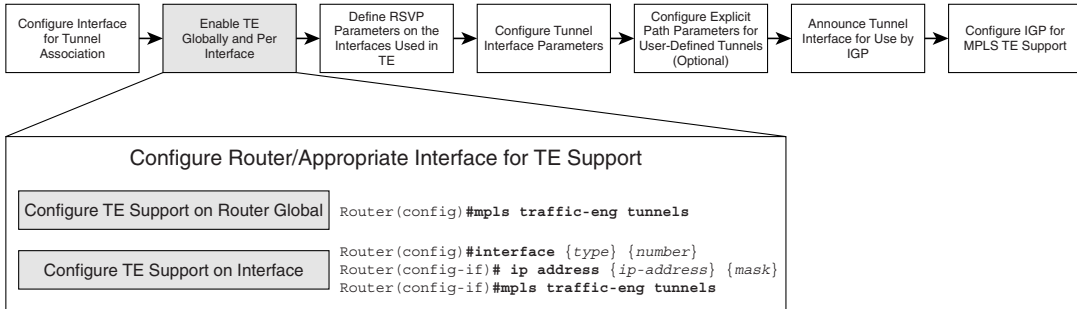 Configure Interface
for Tunnel
Association
Enable TE
Globally and Per
Interface
Define RSVP
Parameters on the
Interfaces Used in
TE
Configure Tunnel
Interface Parameters
Configure Explicit
Path Parameters for
User-Defined Tunnels
(Optional)
Announce Tunnel
Interface for Use by
IGP
Configure IGP for
MPLS TE Support
Configure Router/Appropriate Interface for TE Support
Configure TE Support on Router Global
Router(config)#mpls traffic-eng tunnels
Configure TE Support on Interface
Router(config)#interface {type} {number}
Router(config-if)# ip address {ip-address} {mask}
Router(config-if)#mpls traffic-eng tunnels